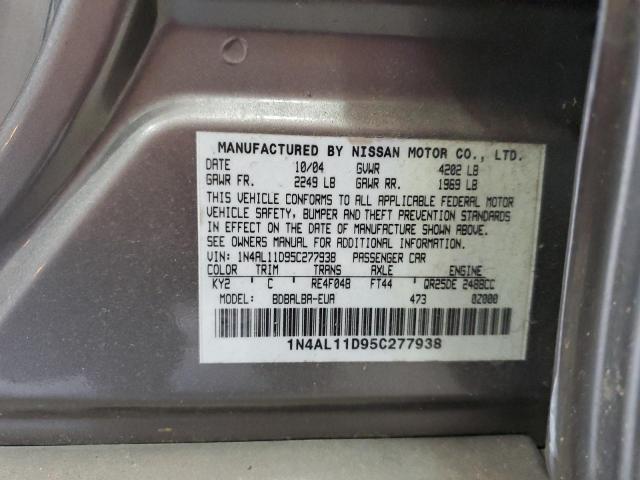 MANUFACTURED BY NISSAN MOTOR CO., LTD.
DATE 10/04 GVWR 4202 LB
GAWR FR. 2249 LB GAWR RR. 1969 LB
THIS VEHICLE CONFORMS TO ALL APPLICABLE FEDERAL MOTOR
VEHICLE SAFETY, BUMPER AND THEFT PREVENTION STANDARDS
IN EFFECT ON THE DATE OF MANUFACTURE SHOWN ABOVE.
SEE OWNERS MANUAL FOR ADDITIONAL INFORMATION
VIN: 1N4AL11D95C277938 PASSENGER CAR
COLOR TRIM TRANS AXLE ENGINE
KY2 C RE4F04B FT44 QR25DE 2488CC
MODEL: BDBALBA-EUA 473 0Z000
1N4AL11D95C277938